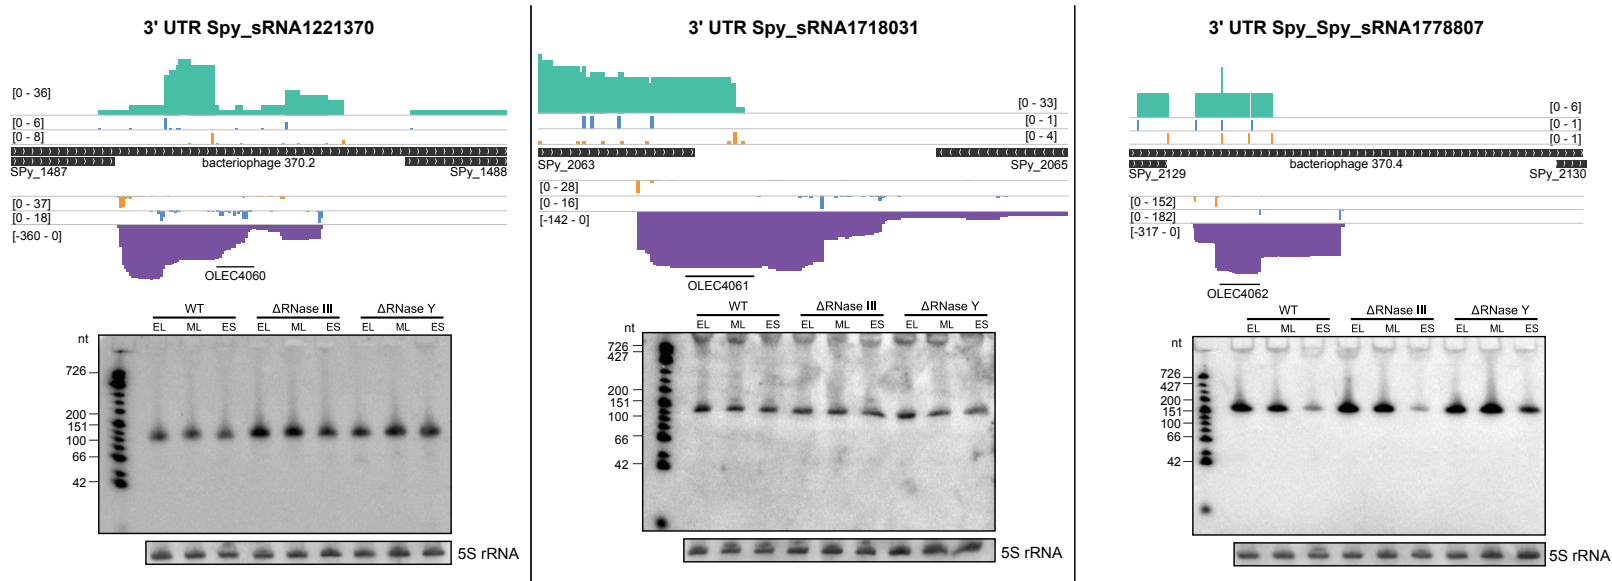 3' UTR Spy_sRNA1221370
[0 - 36]
[0 - 6]
[0 - 8]
bacteriophage 370.2
SPy_1487
SPy_1488
[0 - 37]
[0 - 18]
[-360 - 0]
OLEC4060
WT
ΔRNase III
ΔRNase Y
EL ML ES EL ML ES EL ML ES
nt
726
200
151
100
66
42
5S rRNA
3' UTR Spy_sRNA1718031
[0 - 33]
[0 - 1]
[0 - 4]
SPy_2063
SPy_2065
[0 - 28]
[0 - 16]
[-142 - 0]
OLEC4061
WT
ΔRNase III
ΔRNase Y
EL ML ES EL ML ES EL ML ES
nt
726
427
200
151
100
66
42
5S rRNA
3' UTR Spy_Spy_sRNA1778807
[0 - 6]
[0 - 1]
[0 - 1]
bacteriophage 370.4
SPy_2129
SPy_2130
[0 - 152]
[0 - 182]
[-317 - 0]
OLEC4062
WT
ΔRNase III
ΔRNase Y
EL ML ES EL ML ES EL ML ES
nt
726
427
200
151
100
66
42
5S rRNA